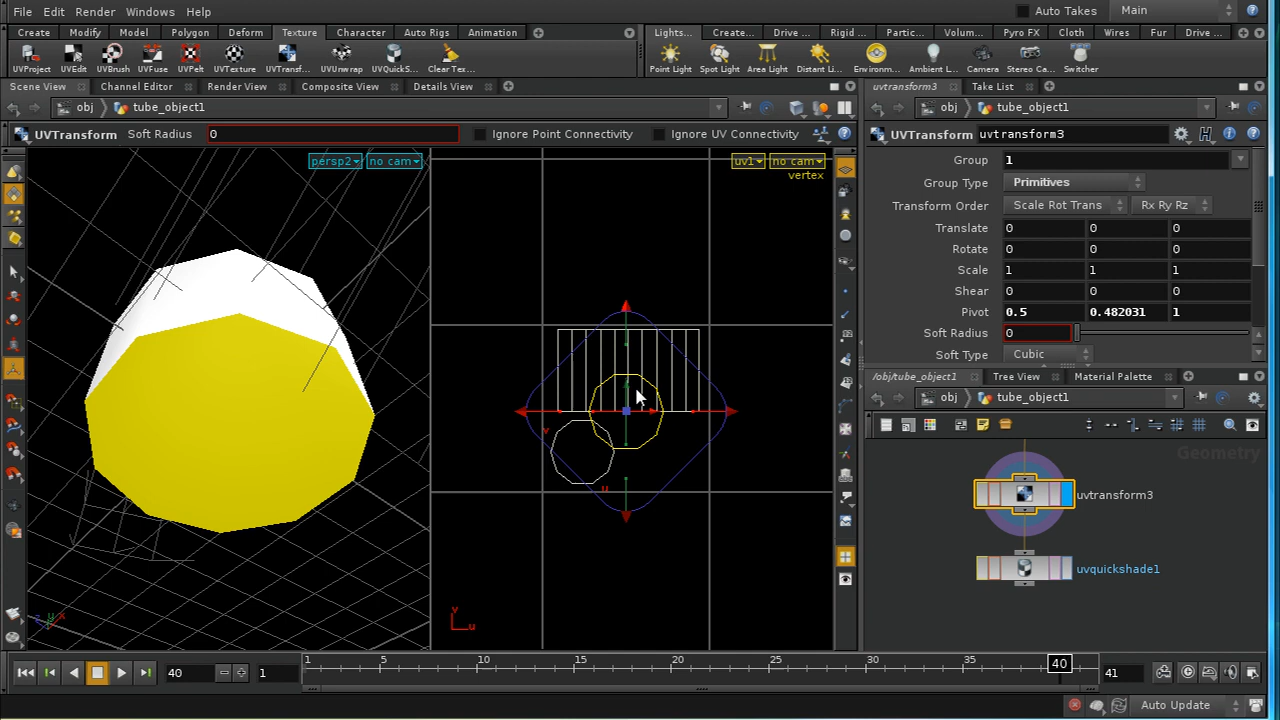 File Edit Render Windows Help Auto Takes Main
Create Modify Model Polygon Deform Texture Character Auto Rigs Animation Lights... Create... Drive ... Rigid ... Partic... Volum... Pyro FX Cloth Wires Fur Drive ...
UVProject UVEdit UVBrush UVFuse UVPelt UVTexture UVTransf... UVUnwrap UVQuickS... Clear Tex... Point Light Spot Light Area Light Distant Li... Environm... Ambient L... Camera Stereo Ca... Switcher
Scene View Channel Editor Render View Composite View Details View uvtransform3 Take List
obj tube_object1 obj tube_object1
UVTransform Soft Radius 0 Ignore Point Connectivity Ignore UV Connectivity UVTransform uvtransform3
persp2 no cam uv1 no cam
vertex
Group 1
Group Type Primitives
Transform Order Scale Rot Trans Rx Ry Rz
Translate 0 0 0
Rotate 0 0 0
Scale 1 1 1
Shear 0 0 0
Pivot 0.5 0.482031 1
Soft Radius 0
Soft Type Cubic
/obj/tube_object1 Tree View Material Palette
obj tube_object1
Geometry
uvtransform3
uvquickshade1
v
u
z y x
v
u
40 1 1 5 10 15 20 25 30 35 40 41
Auto Update